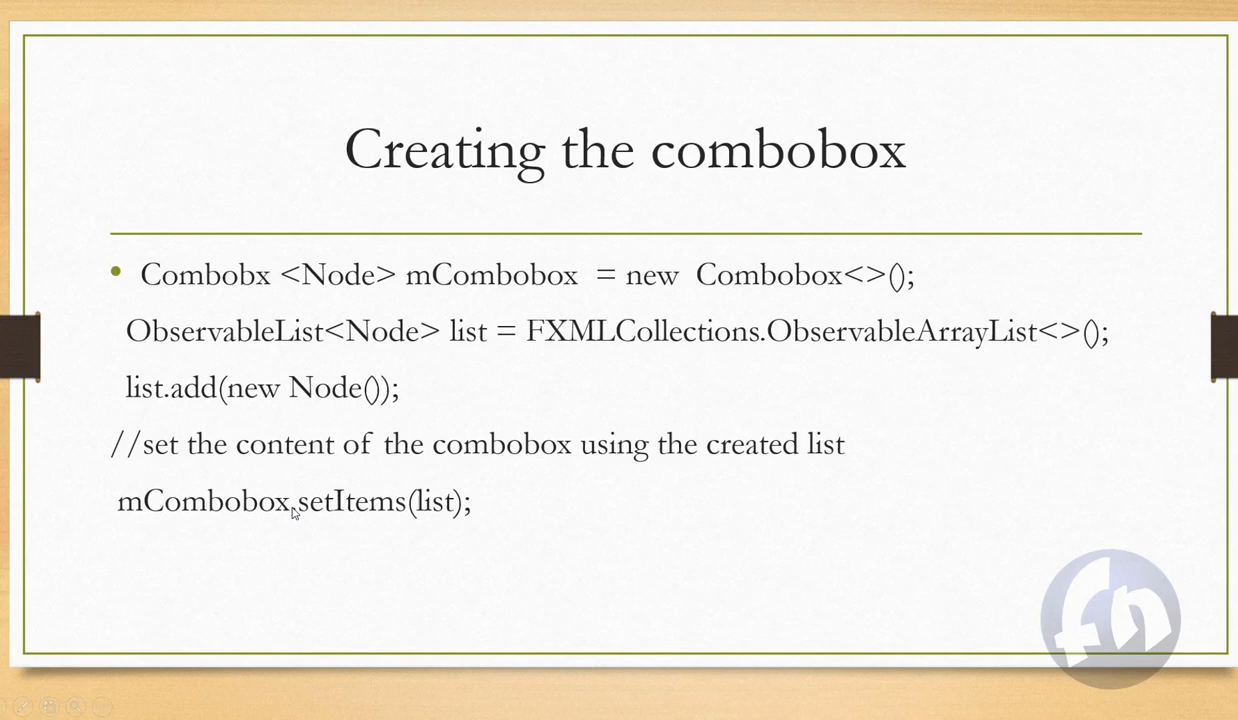 Creating the combobox
• Combobx <Node> mCombobox = new Combobox<>();
ObservableList<Node> list = FXMLCollections.ObservableArrayList<>();
list.add(new Node());
//set the content of the combobox using the created list
mCombobox.setItems(list);
fh